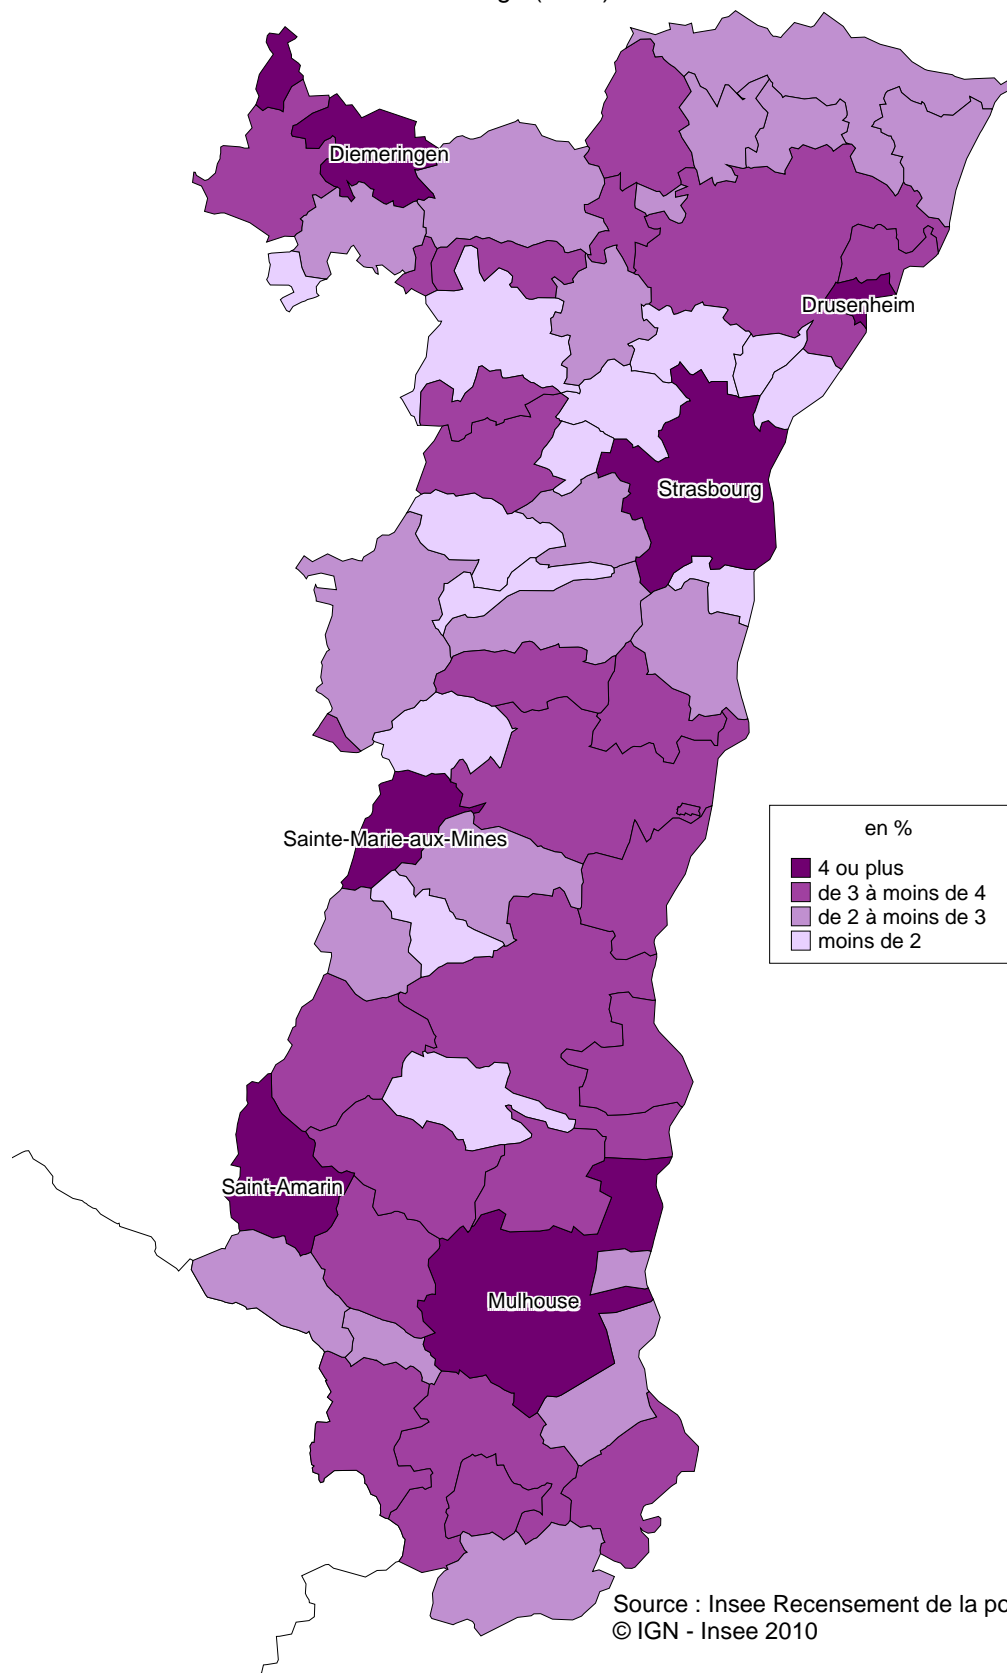 Diemeringen
Drusenheim
Strasbourg
Sainte-Marie-aux-Mines
en %
4 ou plus
de 3 à moins de 4
de 2 à moins de 3
moins de 2
Saint-Amarin
Mulhouse
Source : Insee Recensement de la po
© IGN - Insee 2010